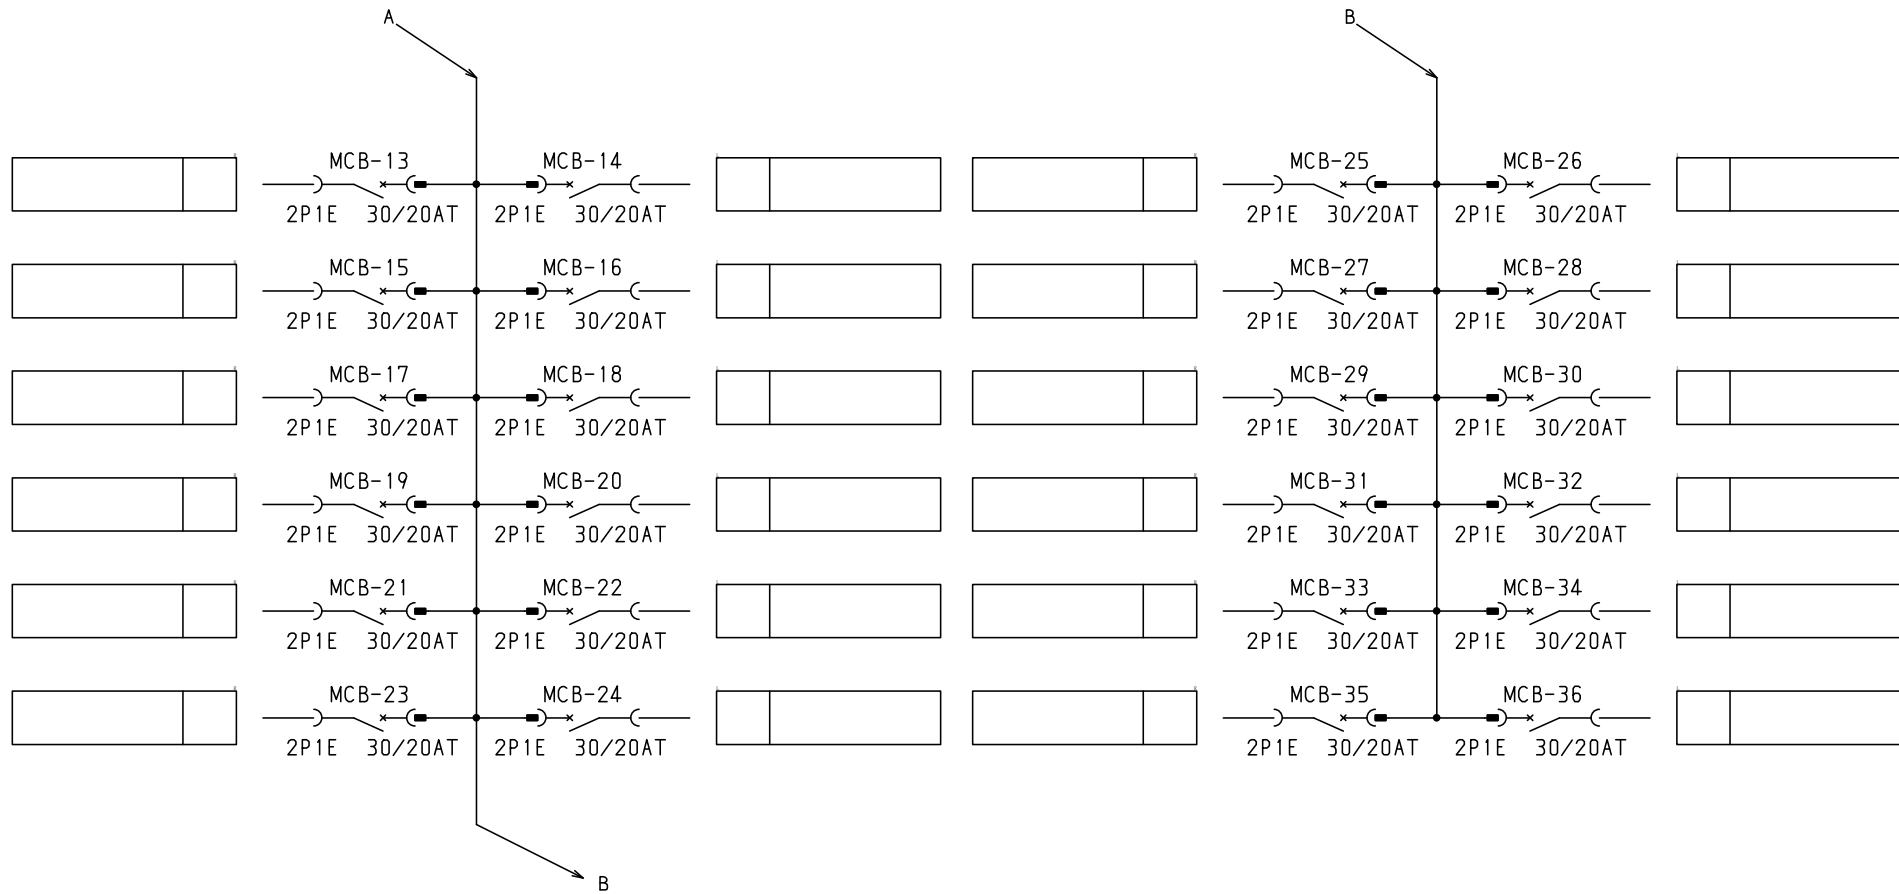 A B
MCB-13 MCB-14 MCB-25 MCB-26
2P1E 30/20AT 2P1E 30/20AT 2P1E 30/20AT 2P1E 30/20AT
MCB-15 MCB-16 MCB-27 MCB-28
2P1E 30/20AT 2P1E 30/20AT 2P1E 30/20AT 2P1E 30/20AT
MCB-17 MCB-18 MCB-29 MCB-30
2P1E 30/20AT 2P1E 30/20AT 2P1E 30/20AT 2P1E 30/20AT
MCB-19 MCB-20 MCB-31 MCB-32
2P1E 30/20AT 2P1E 30/20AT 2P1E 30/20AT 2P1E 30/20AT
MCB-21 MCB-22 MCB-33 MCB-34
2P1E 30/20AT 2P1E 30/20AT 2P1E 30/20AT 2P1E 30/20AT
MCB-23 MCB-24 MCB-35 MCB-36
2P1E 30/20AT 2P1E 30/20AT 2P1E 30/20AT 2P1E 30/20AT
B